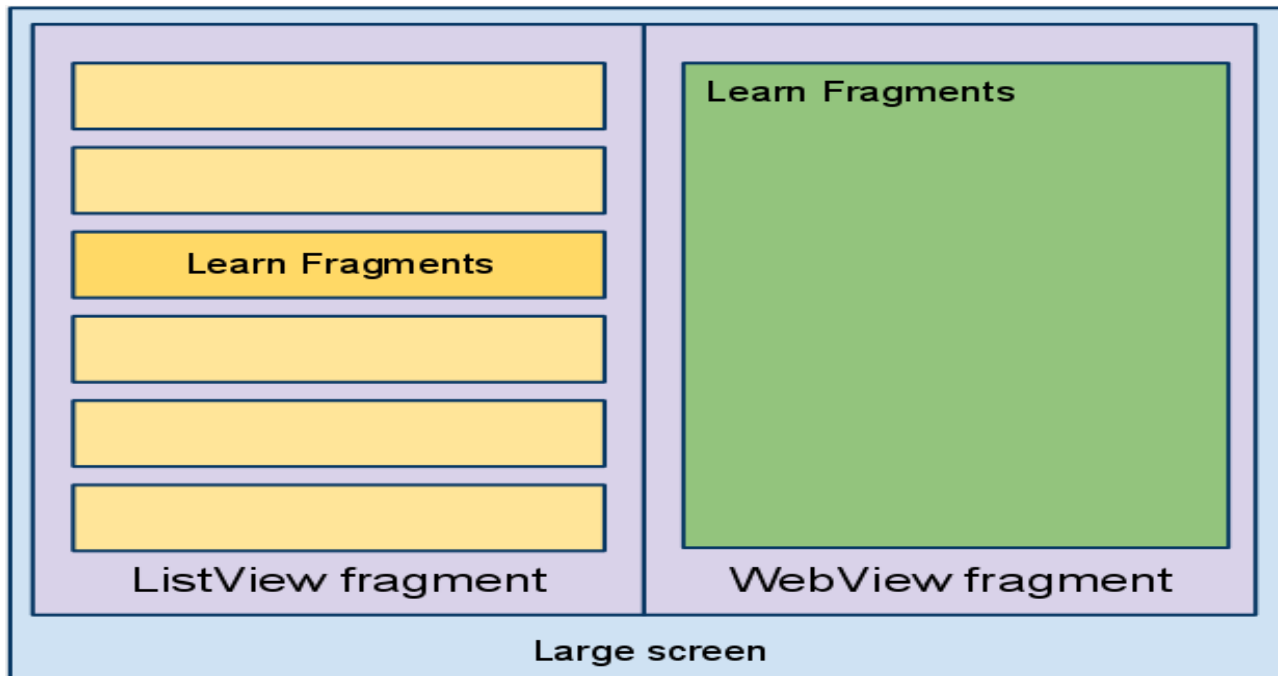 Learn Fragments
Learn Fragments
ListView fragment
WebView fragment
Large screen